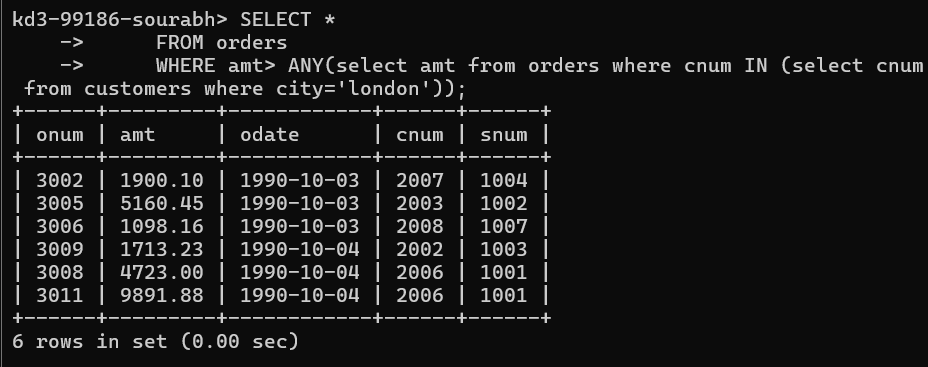 kd3-99186-sourabh> SELECT *
    ->      FROM orders
    ->      WHERE amt> ANY(select amt from orders where cnum IN (select cnum
 from customers where city='london'));
+------+---------+------------+------+------+
| onum | amt     | odate      | cnum | snum |
+------+---------+------------+------+------+
| 3002 | 1900.10 | 1990-10-03 | 2007 | 1004 |
| 3005 | 5160.45 | 1990-10-03 | 2003 | 1002 |
| 3006 | 1098.16 | 1990-10-03 | 2008 | 1007 |
| 3009 | 1713.23 | 1990-10-04 | 2002 | 1003 |
| 3008 | 4723.00 | 1990-10-04 | 2006 | 1001 |
| 3011 | 9891.88 | 1990-10-04 | 2006 | 1001 |
+------+---------+------------+------+------+
6 rows in set (0.00 sec)